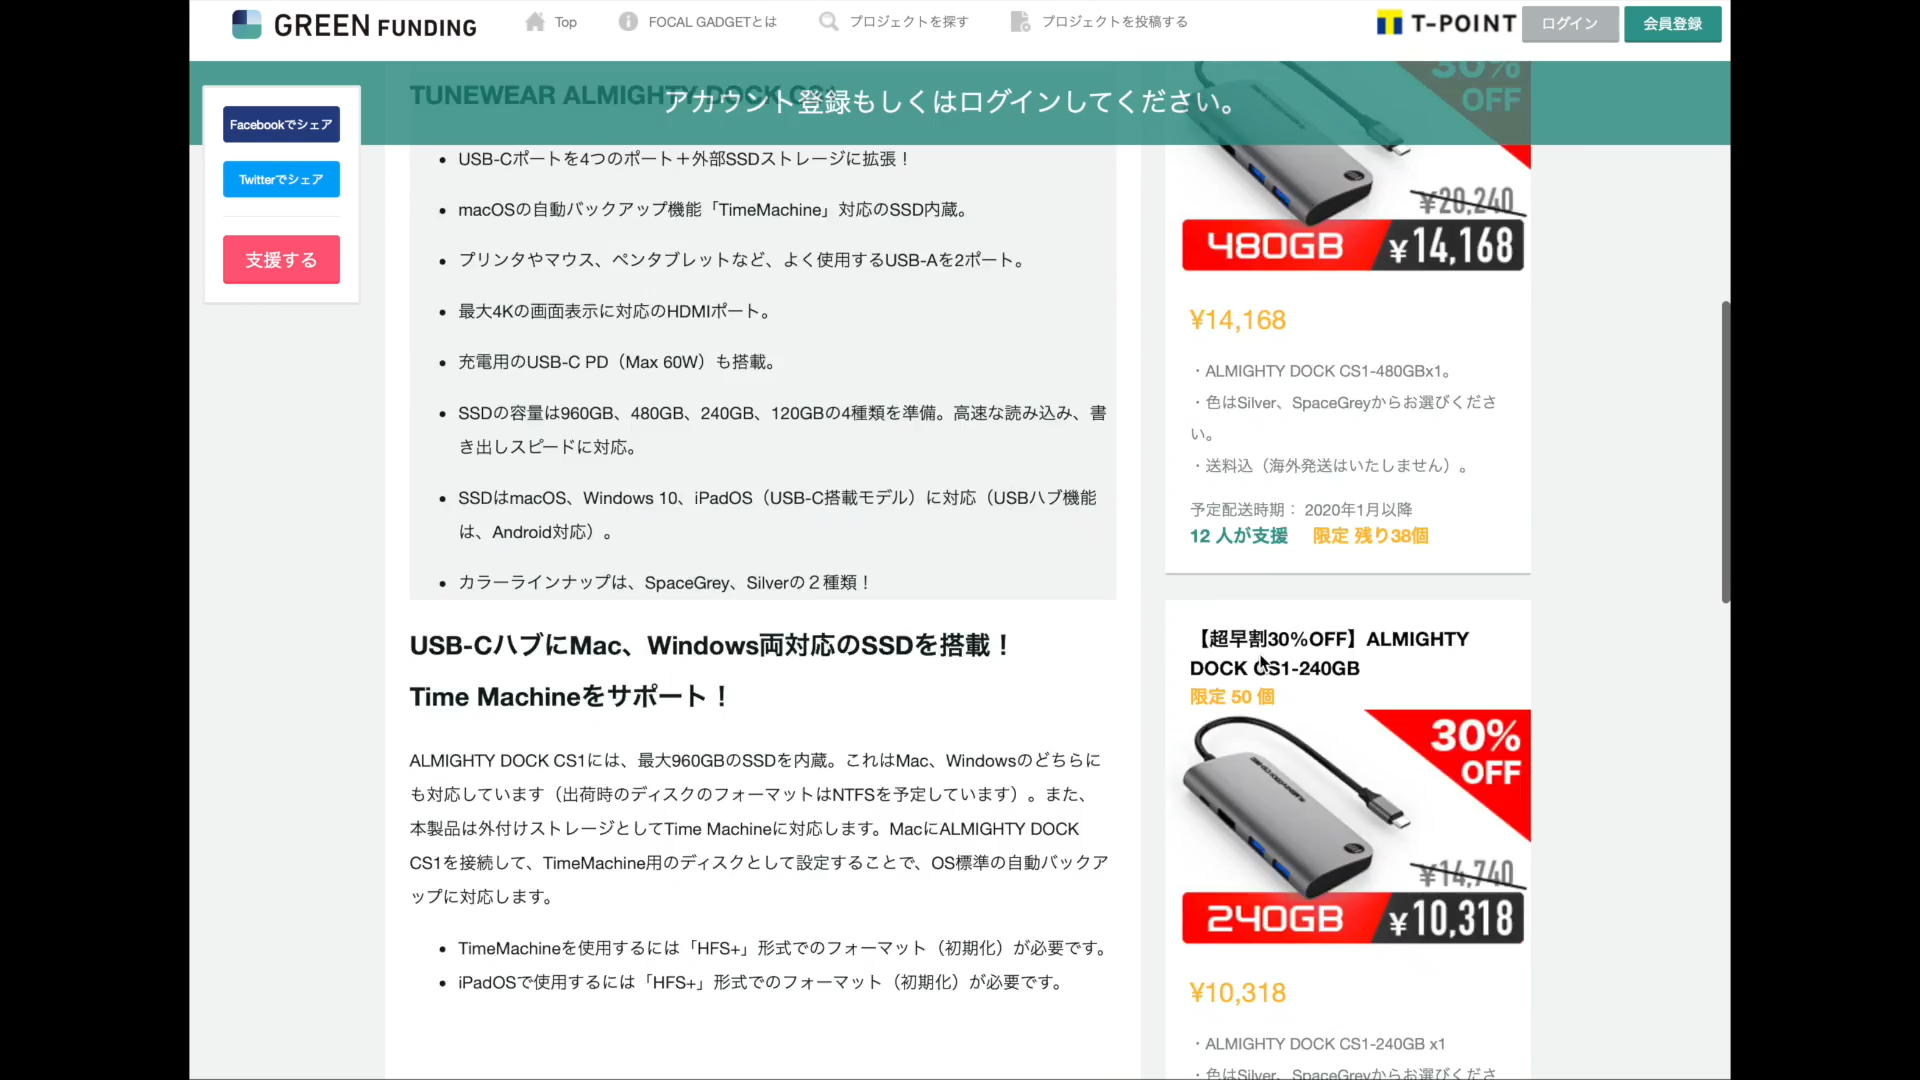 GREEN FUNDING
Top
FOCAL GADGETとは
プロジェクトを探す
プロジェクトを投稿する
T-POINT
ログイン
会員登録
アカウント登録もしくはログインしてください。
Facebookでシェア
Twitterでシェア
支援する
TUNEWEAR ALMIGHTY DOCK CS1
・USB-Cポートを4つのポート＋外部SSDストレージに拡張！
・macOSの自動バックアップ機能「TimeMachine」対応のSSD内蔵。
・プリンタやマウス、ペンタブレットなど、よく使用するUSB-Aを2ポート。
・最大4Kの画面表示に対応のHDMIポート。
・充電用のUSB-C PD（Max 60W）も搭載。
・SSDの容量は960GB、480GB、240GB、120GBの4種類を準備。高速な読み込み、書
き出しスピードに対応。
・SSDはmacOS、Windows 10、iPadOS（USB-C搭載モデル）に対応（USBハブ機能
は、Android対応）。
・カラーラインナップは、SpaceGrey、Silverの２種類！
USB-CハブにMac、Windows両対応のSSDを搭載！
Time Machineをサポート！
ALMIGHTY DOCK CS1には、最大960GBのSSDを内蔵。これはMac、Windowsのどちらに
も対応しています（出荷時のディスクのフォーマットはNTFSを予定しています）。また、
本製品は外付けストレージとしてTime Machineに対応します。MacにALMIGHTY DOCK
CS1を接続して、TimeMachine用のディスクとして設定することで、OS標準の自動バックア
ップに対応します。
・TimeMachineを使用するには「HFS+」形式でのフォーマット（初期化）が必要です。
・iPadOSで使用するには「HFS+」形式でのフォーマット（初期化）が必要です。
30%
OFF
¥20,240
480GB ¥14,168
¥14,168
・ALMIGHTY DOCK CS1-480GBx1。
・色はSilver、SpaceGreyからお選びくださ
い。
・送料込（海外発送はいたしません）。
予定配送時期： 2020年1月以降
12 人が支援 限定 残り38個
【超早割30%OFF】ALMIGHTY
DOCK CS1-240GB
限定 50 個
30%
OFF
¥14,740
240GB ¥10,318
¥10,318
・ALMIGHTY DOCK CS1-240GB x1
・色はSilver、SpaceGreyからお選びくださ